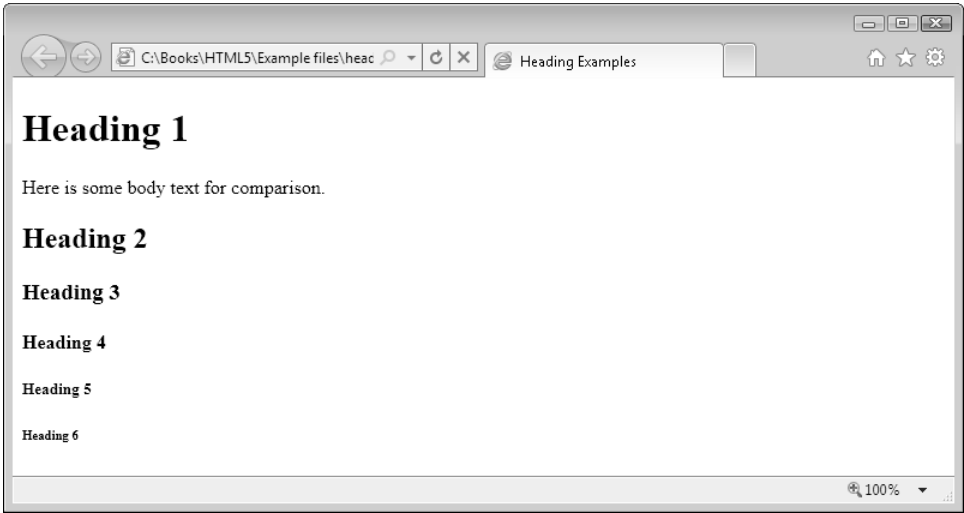 C:\Books\HTML5\Example files\head
Heading Examples
Heading 1
Here is some body text for comparison.
Heading 2
Heading 3
Heading 4
Heading 5
Heading 6
100%